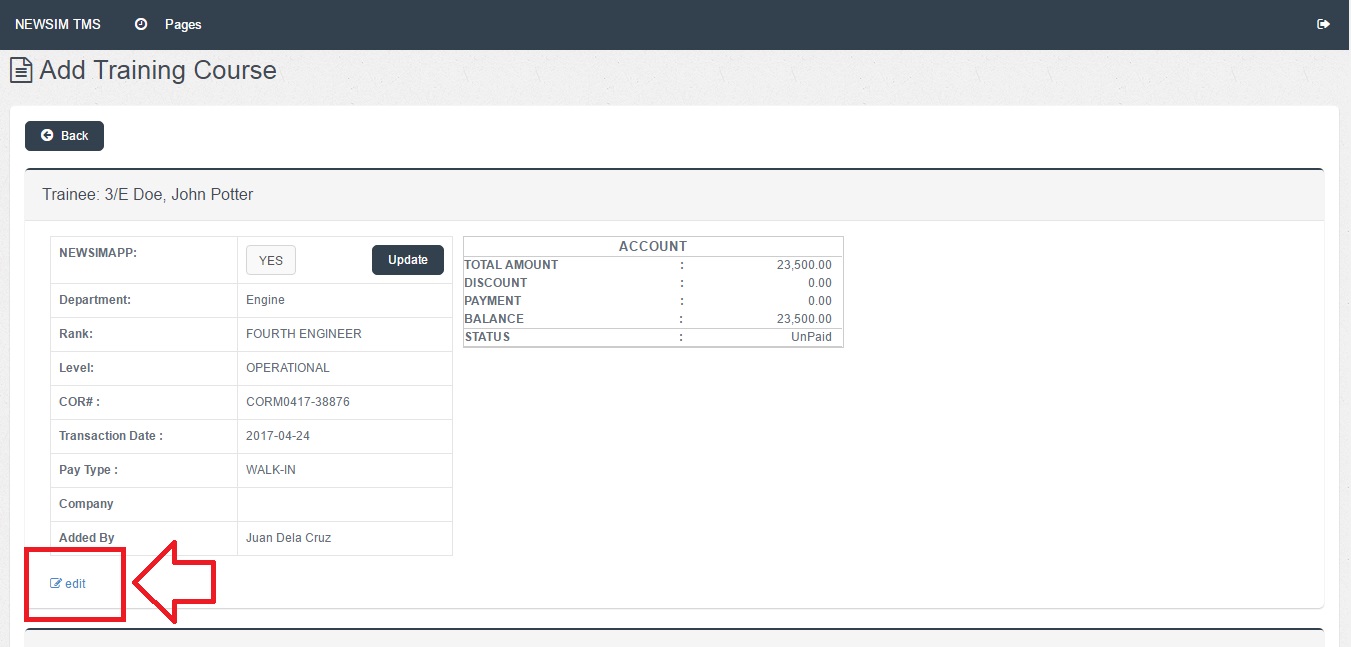 NEWSIM TMS Pages
Add Training Course
Back
Trainee: 3/E Doe, John Potter
NEWSIMAPP: YES Update
Department: Engine
Rank: FOURTH ENGINEER
Level: OPERATIONAL
COR# : CORM0417-38876
Transaction Date : 2017-04-24
Pay Type : WALK-IN
Company
Added By Juan Dela Cruz
edit
ACCOUNT
TOTAL AMOUNT : 23,500.00
DISCOUNT : 0.00
PAYMENT : 0.00
BALANCE : 23,500.00
STATUS : UnPaid